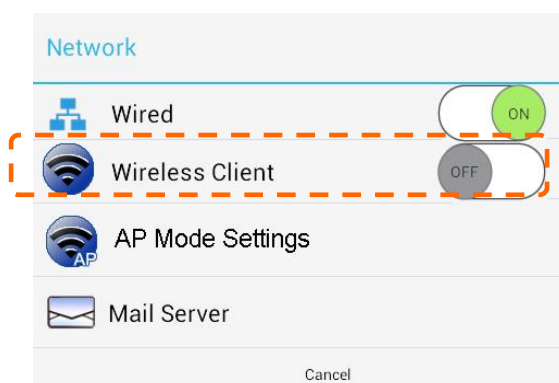 Network
Wired ON
Wireless Client OFF
AP
AP Mode Settings
Mail Server
Cancel